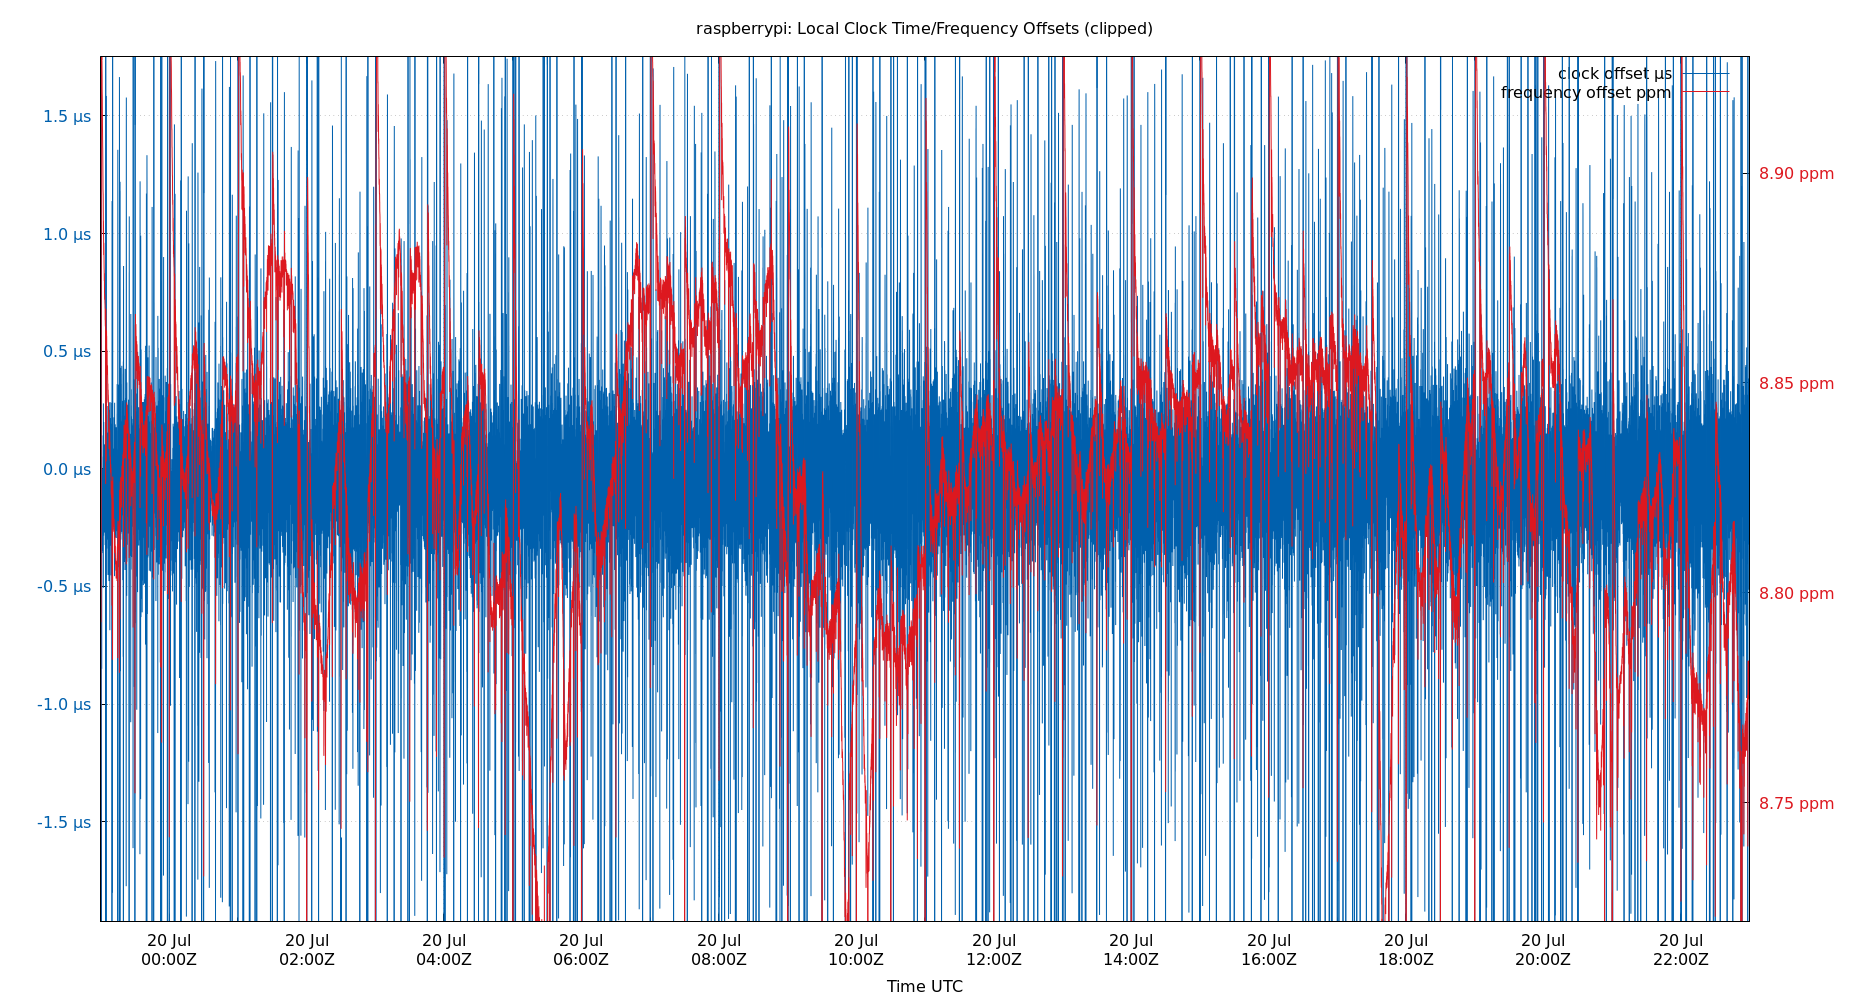 raspberrypi: Local Clock Time/Frequency Offsets (clipped)
clock offset µs
frequency offset ppm
1.5 µs
1.0 µs
0.5 µs
0.0 µs
-0.5 µs
-1.0 µs
-1.5 µs
8.90 ppm
8.85 ppm
8.80 ppm
8.75 ppm
20 Jul 20 Jul 20 Jul 20 Jul 20 Jul 20 Jul 20 Jul 20 Jul 20 Jul 20 Jul 20 Jul 20 Jul
00:00Z 02:00Z 04:00Z 06:00Z 08:00Z 10:00Z 12:00Z 14:00Z 16:00Z 18:00Z 20:00Z 22:00Z
Time UTC